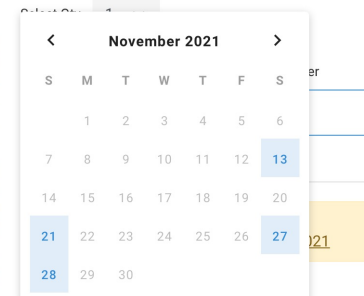 Select Qty 1
November 2021
S M T W T F S
1 2 3 4 5 6
7 8 9 10 11 12 13
14 15 16 17 18 19 20
21 22 23 24 25 26 27
28 29 30
er
021